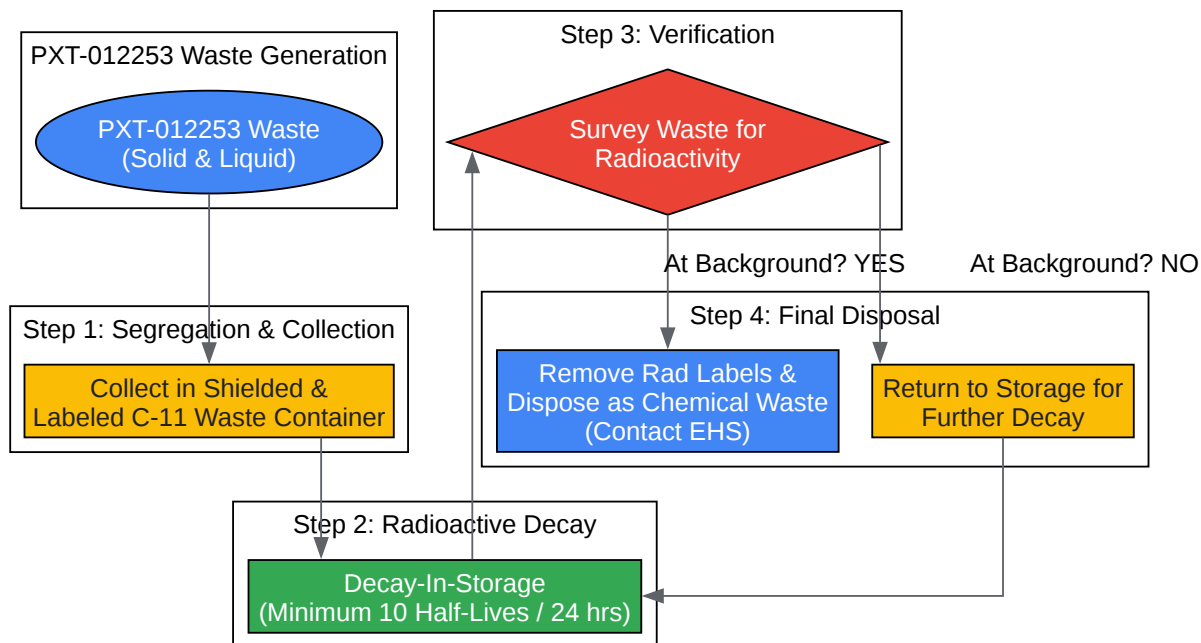 PXT-012253 Waste Generation
PXT-012253 Waste
(Solid & Liquid)
Step 1: Segregation & Collection
Collect in Shielded &
Labeled C-11 Waste Container
Step 2: Radioactive Decay
Decay-In-Storage
(Minimum 10 Half-Lives / 24 hrs)
Step 3: Verification
Survey Waste for
Radioactivity
At Background? YES
At Background? NO
Step 4: Final Disposal
Remove Rad Labels &
Dispose as Chemical Waste
(Contact EHS)
Return to Storage for
Further Decay